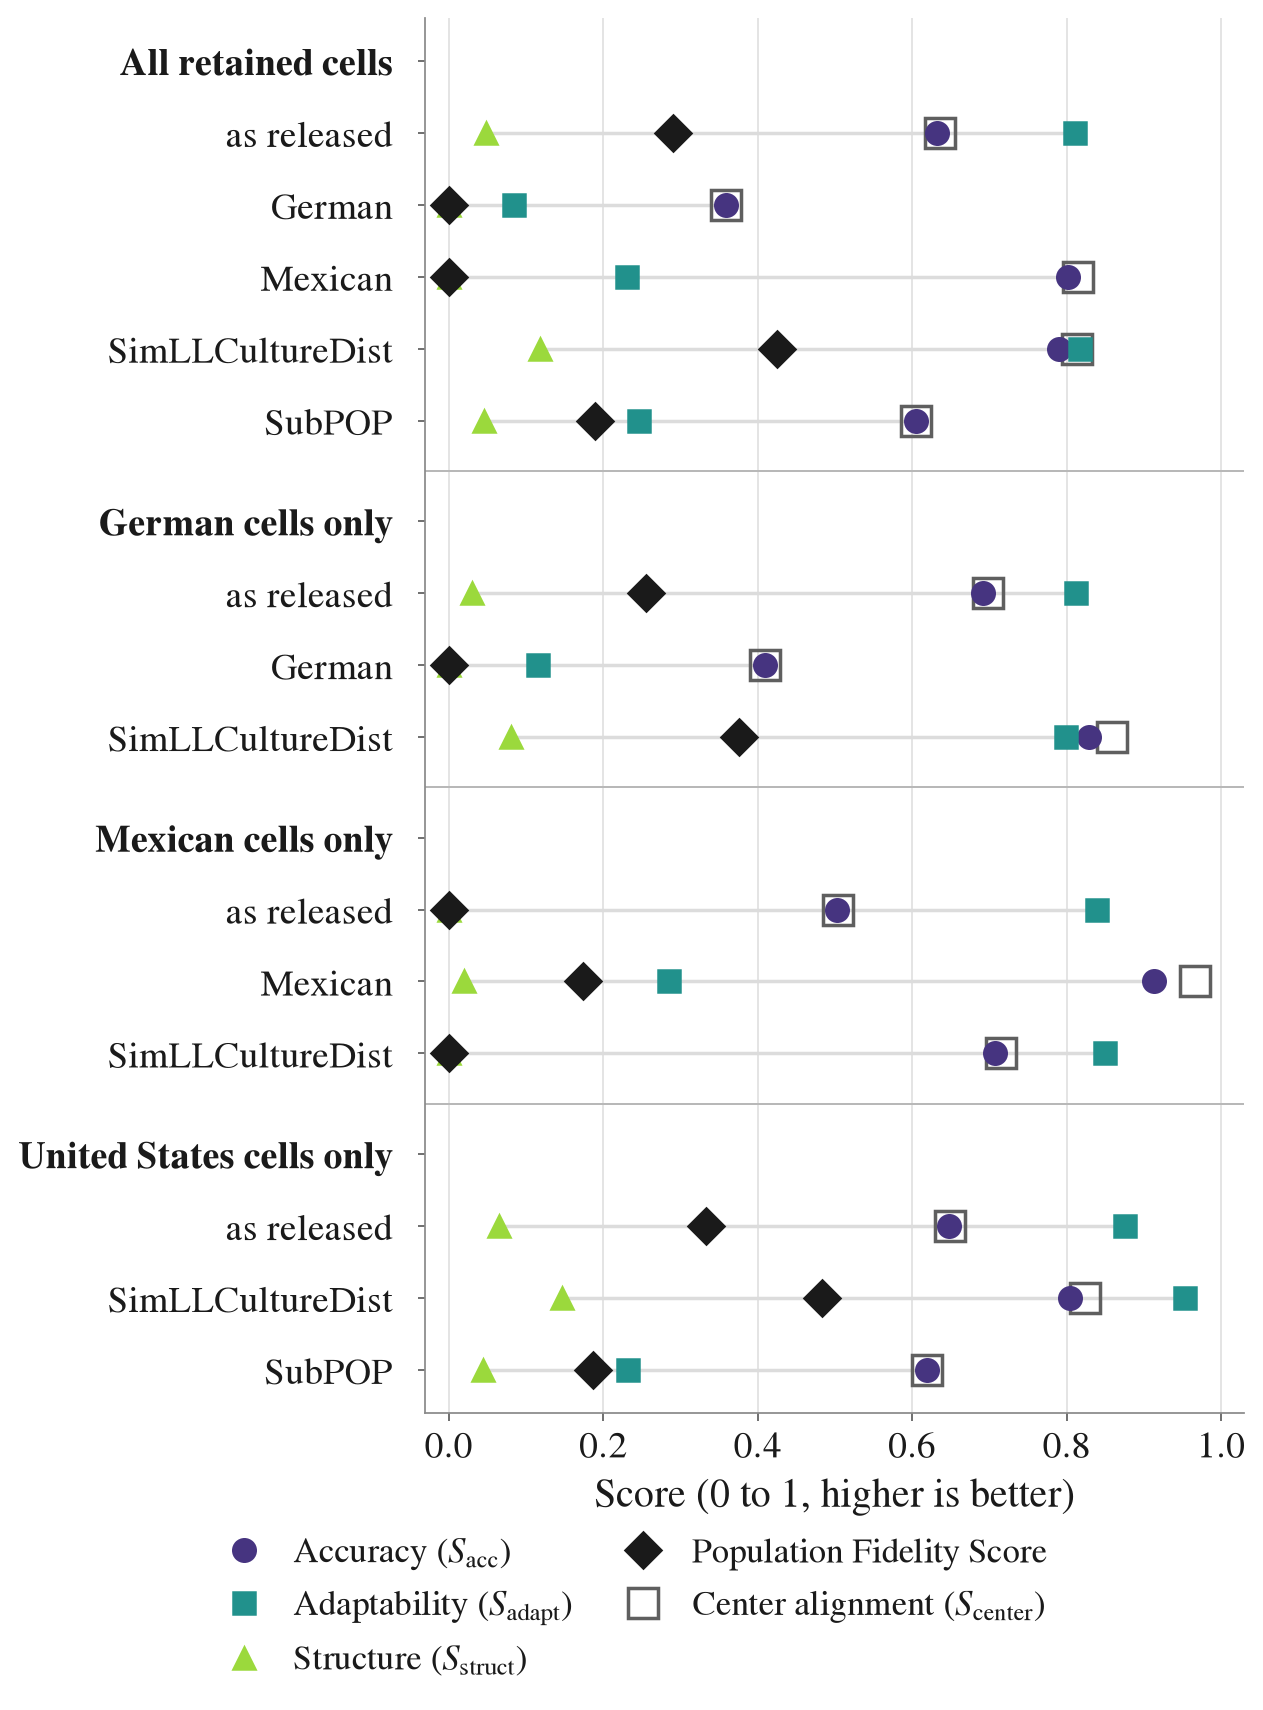 All retained cells
as released
German
Mexican
SimLLCultureDist
SubPOP
German cells only
as released
German
SimLLCultureDist
Mexican cells only
as released
Mexican
SimLLCultureDist
United States cells only
as released
SimLLCultureDist
SubPOP
0.0 0.2 0.4 0.6 0.8 1.0
Score (0 to 1, higher is better)
Accuracy (Sacc)
Adaptability (Sadapt)
Structure (Sstruct)
Population Fidelity Score
Center alignment (Scenter)